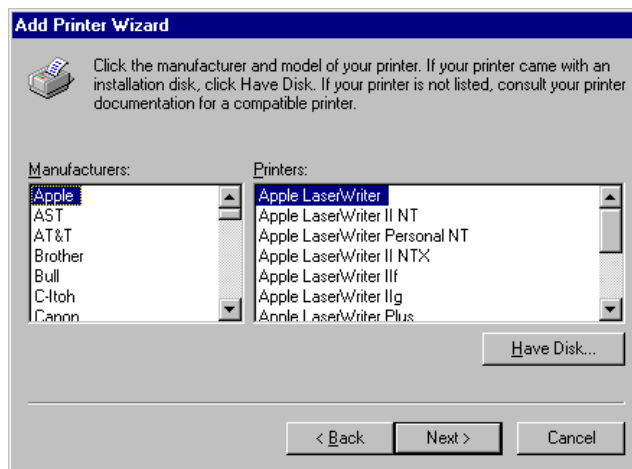 Add Printer Wizard
Click the manufacturer and model of your printer. If your printer came with an
installation disk, click Have Disk. If your printer is not listed, consult your printer
documentation for a compatible printer.
Manufacturers:
Apple
AST
AT&T
Brother
Bull
C-Itoh
Canon
Printers:
Apple LaserWriter
Apple LaserWriter II NT
Apple LaserWriter Personal NT
Apple LaserWriter II NTX
Apple LaserWriter IIf
Apple LaserWriter IIg
Apple LaserWriter Plus
Have Disk...
< Back
Next >
Cancel